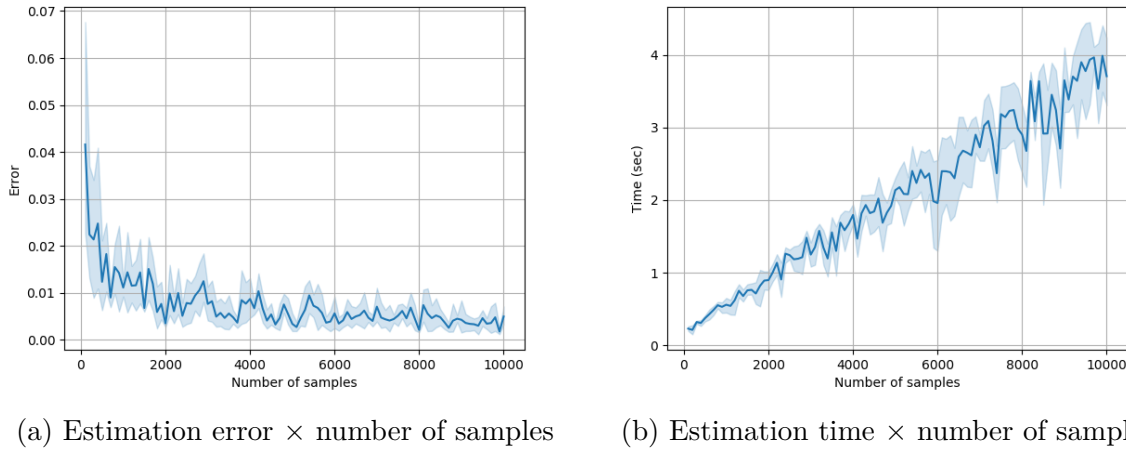 0.07
0.06
0.05
0.04
0.03
0.02
0.01
0.00
Error
0 2000 4000 6000 8000 10000
Number of samples
4
3
2
1
0
Time (sec)
0 2000 4000 6000 8000 10000
Number of samples
(a) Estimation error × number of samples
(b) Estimation time × number of sampl